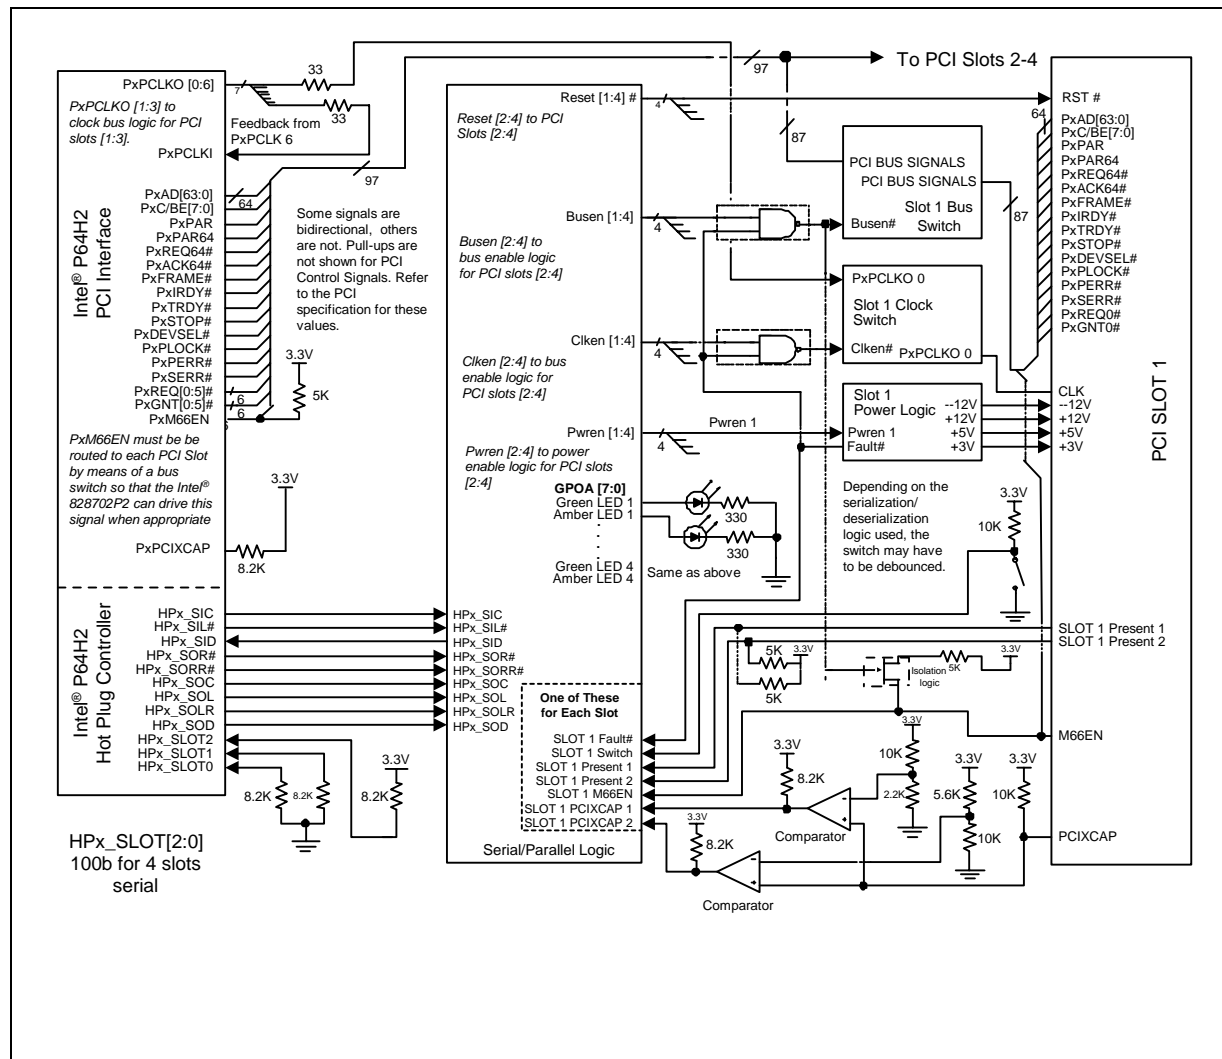 PxPCLKO [0:6]
7
33
33
PxPCLKO [1:3] to
clock bus logic for PCI
slots [1:3].
Feedback from
PxPCLK 6
PxPCLKI
97
PxAD[63:0]
64
PxC/BE[7:0]
PxPAR
PxPAR64
PxREQ64#
PxACK64#
PxFRAME#
PxIRDY#
PxTRDY#
PxSTOP#
PxDEVSEL#
PxPLOCK#
PxPERR#
PxSERR#
PxREQ[0:5]#
6
PxGNT[0:5]#
6
PxM66EN
Intel® P64H2
PCI Interface
Some signals are
bidirectional, others
are not. Pull-ups are
not shown for PCI
Control Signals. Refer
to the PCI
specification for these
values.
3.3V
5K
PxM66EN must be be
routed to each PCI Slot
by means of a bus
switch so that the Intel®
828702P2 can drive this
signal when appropriate
3.3V
PxPCIXCAP
8.2K
Intel® P64H2
Hot Plug Controller
HPx_SIC
HPx_SIL#
HPx_SID
HPx_SOR#
HPx_SORR#
HPx_SOC
HPx_SOL
HPx_SOLR
HPx_SOD
HPx_SLOT2
HPx_SLOT1
HPx_SLOT0
8.2K
8.2K
8.2K
3.3V
HPx_SLOT[2:0]
100b for 4 slots
serial
Reset [1:4] #
4
Reset [2:4] to PCI
Slots [2:4]
Busen [1:4]
4
Busen [2:4] to
bus enable logic
for PCI slots [2:4]
Clken [1:4]
4
Clken [2:4] to bus
enable logic for
PCI slots [2:4]
Pwren [1:4]
4
Pwren 1
Pwren [2:4] to power
enable logic for PCI slots
[2:4]
GPOA [7:0]
Green LED 1
Amber LED 1
330
330
Green LED 4
Amber LED 4
Same as above
HPx_SIC
HPx_SIL#
HPx_SID
HPx_SOR#
HPx_SORR#
HPx_SOC
HPx_SOL
HPx_SOLR
HPx_SOD
One of These
for Each Slot
SLOT 1 Fault#
SLOT 1 Switch
SLOT 1 Present 1
SLOT 1 Present 2
SLOT 1 M66EN
SLOT 1 PCIXCAP 1
SLOT 1 PCIXCAP 2
Serial/Parallel Logic
97
To PCI Slots 2-4
87
PCI BUS SIGNALS
PCI BUS SIGNALS
Slot 1 Bus
Switch
Busen#
87
PxPCLKO 0
Slot 1 Clock
Switch
Clken#
PxPCLKO 0
Slot 1
Power Logic
--12V
+12V
+5V
+3V
Pwren 1
Fault#
Depending on the
serialization/
deserialization
logic used, the
switch may have
to be debounced.
3.3V
10K
5K
3.3V
5K
5K
3.3V
Isolation
logic
3.3V
10K
2.2K
3.3V
8.2K
Comparator
3.3V
5.6K
10K
3.3V
10K
3.3V
8.2K
Comparator
RST #
64
PxAD[63:0]
PxC/BE[7:0]
PxPAR
PxPAR64
PxREQ64#
PxACK64#
PxFRAME#
PxIRDY#
PxTRDY#
PxSTOP#
PxDEVSEL#
PxPLOCK#
PxPERR#
PxSERR#
PxREQ0#
PxGNT0#
CLK
--12V
+12V
+5V
+3V
SLOT 1 Present 1
SLOT 1 Present 2
M66EN
PCIXCAP
PCI SLOT 1